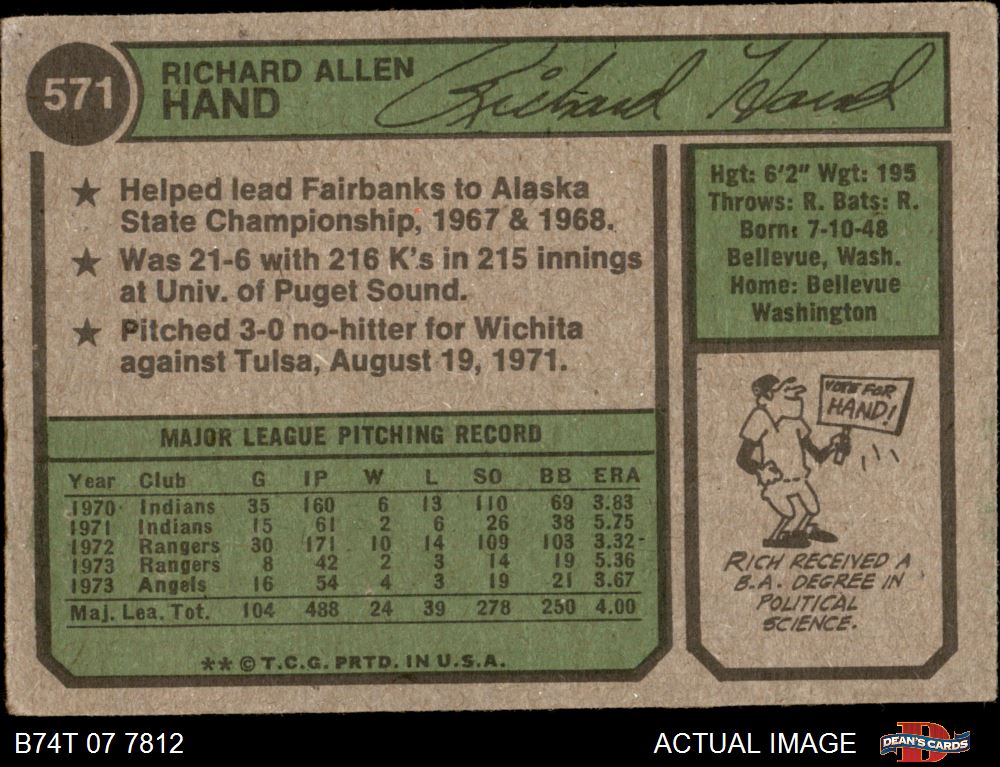 571
RICHARD ALLEN
HAND
Richard Hand
★ Helped lead Fairbanks to Alaska
State Championship, 1967 & 1968.
★ Was 21-6 with 216 K's in 215 innings
at Univ. of Puget Sound.
★ Pitched 3-0 no-hitter for Wichita
against Tulsa, August 19, 1971.
Hgt: 6'2" Wgt: 195
Throws: R. Bats: R.
Born: 7-10-48
Bellevue, Wash.
Home: Bellevue
Washington
MAJOR LEAGUE PITCHING RECORD
Year Club G IP W L SO BB ERA
1970 Indians 35 160 6 13 110 69 3.83
1971 Indians 15 61 2 6 26 38 5.75
1972 Rangers 30 171 10 14 109 103 3.32
1973 Rangers 8 42 2 3 14 19 5.36
1973 Angels 16 54 4 3 19 21 3.67
Maj. Lea. Tot. 104 488 24 39 278 250 4.00
** © T.C.G. PRTD. IN U.S.A.
VOTE FOR
HAND!
RICH RECEIVED A
B.A. DEGREE IN
POLITICAL
SCIENCE.
B74T 07 7812
ACTUAL IMAGE
D
DEAN'S CARDS